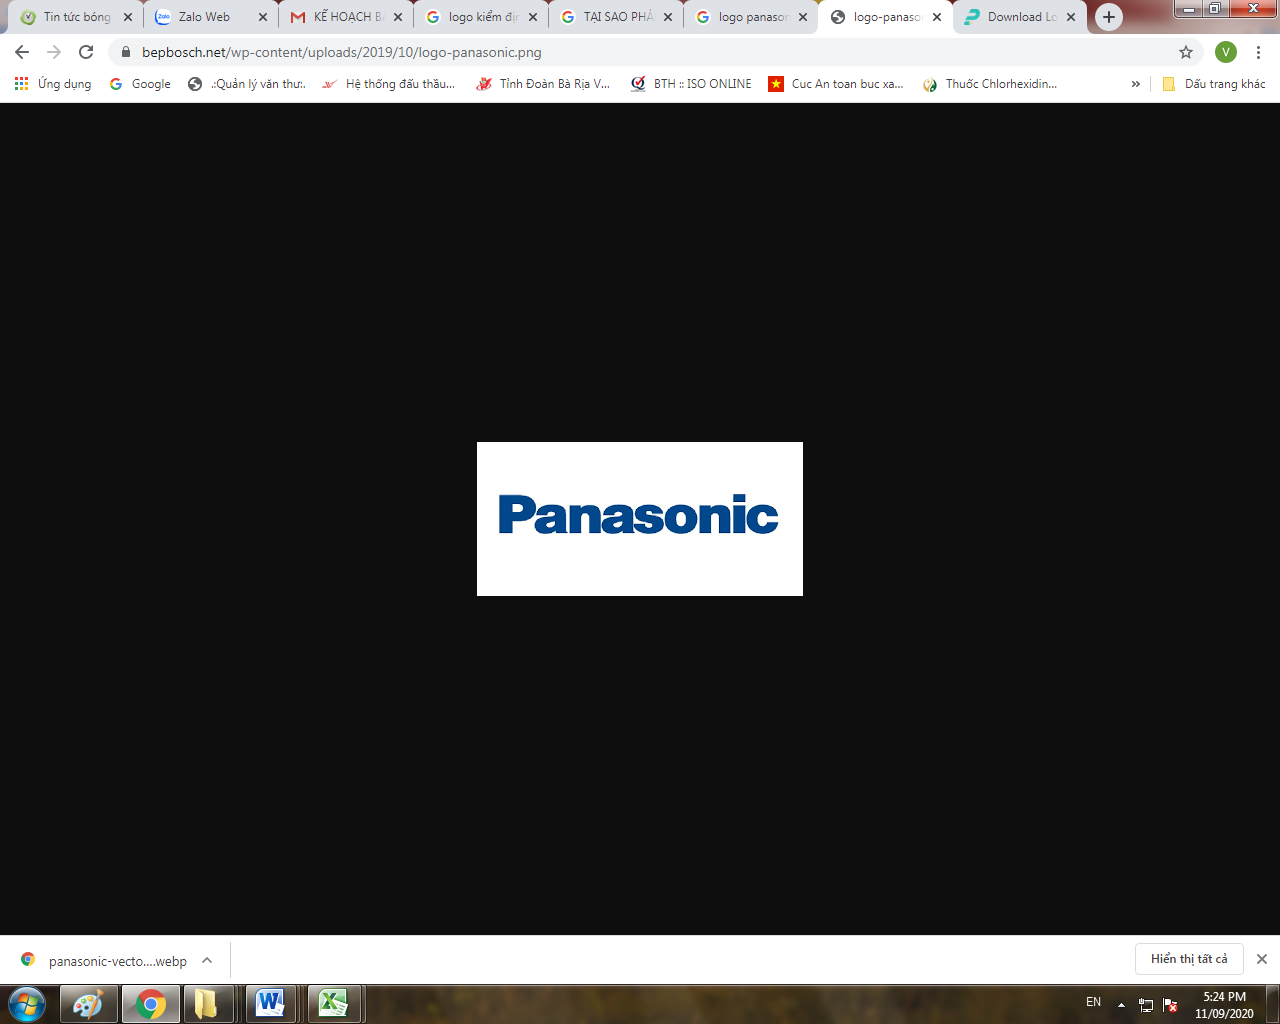 Tin tức bóng
Zalo Web
KẾ HOẠCH BA
logo kiểm địn
TẠI SAO PHẢ
logo panason
logo-panason
Download Lo
bepbosch.net/wp-content/uploads/2019/10/logo-panasonic.png
V
Ứng dụng
Google
.:Quản lý văn thư:.
Hệ thống đấu thầu...
Tỉnh Đoàn Bà Rịa V...
BTH :: ISO ONLINE
Cuc An toan buc xa...
Thuốc Chlorhexidin...
»
Dấu trang khác
Panasonic
panasonic-vecto....webp
Hiển thị tất cả
EN
5:24 PM
11/09/2020